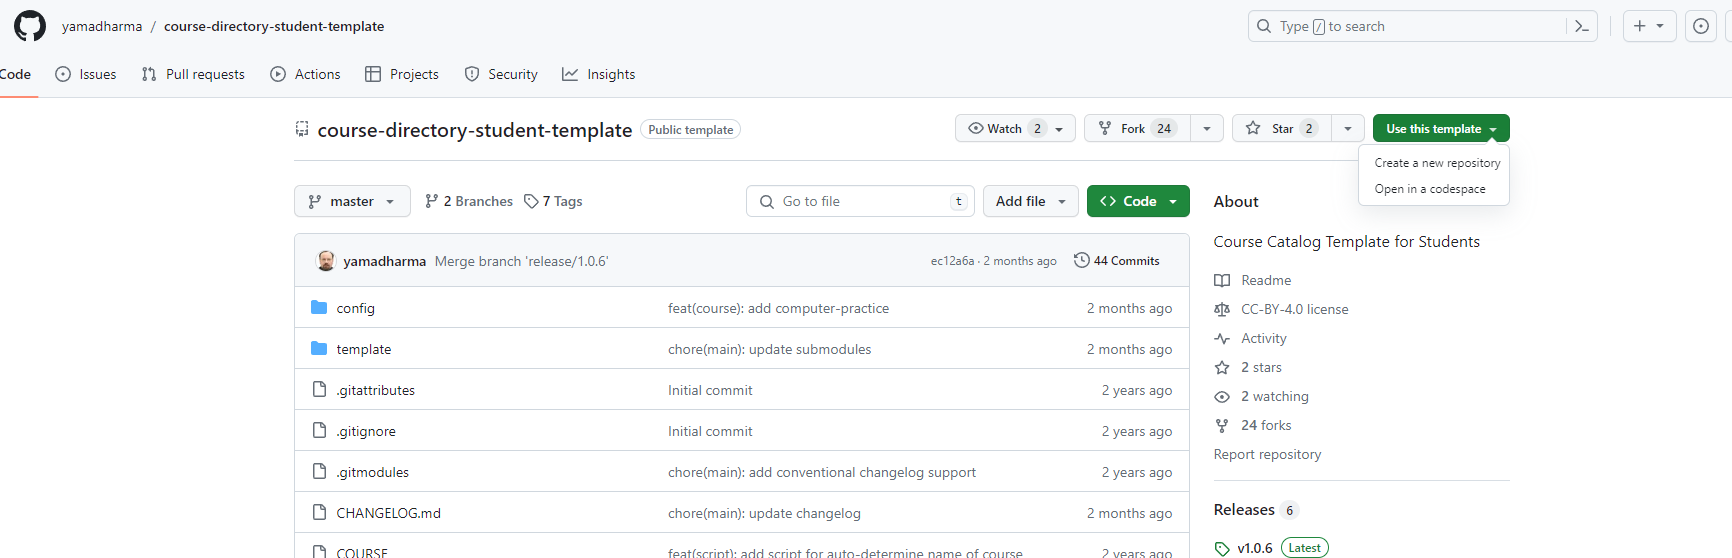 yamadharma / course-directory-student-template
Type / to search
Code Issues Pull requests Actions Projects Security Insights
course-directory-student-template Public template
Watch 2 Fork 24 Star 2 Use this template
Create a new repository
Open in a codespace
master 2 Branches 7 Tags Go to file t Add file Code
yamadharma Merge branch 'release/1.0.6' ec12a6a · 2 months ago 44 Commits
config feat(course): add computer-practice 2 months ago
template chore(main): update submodules 2 months ago
.gitattributes Initial commit 2 years ago
.gitignore Initial commit 2 years ago
.gitmodules chore(main): add conventional changelog support 2 years ago
CHANGELOG.md chore(main): update changelog 2 months ago
COURSE feat(script): add script for auto-determine name of course 2 years ago
About
Course Catalog Template for Students
Readme
CC-BY-4.0 license
Activity
2 stars
2 watching
24 forks
Report repository
Releases 6
v1.0.6 Latest